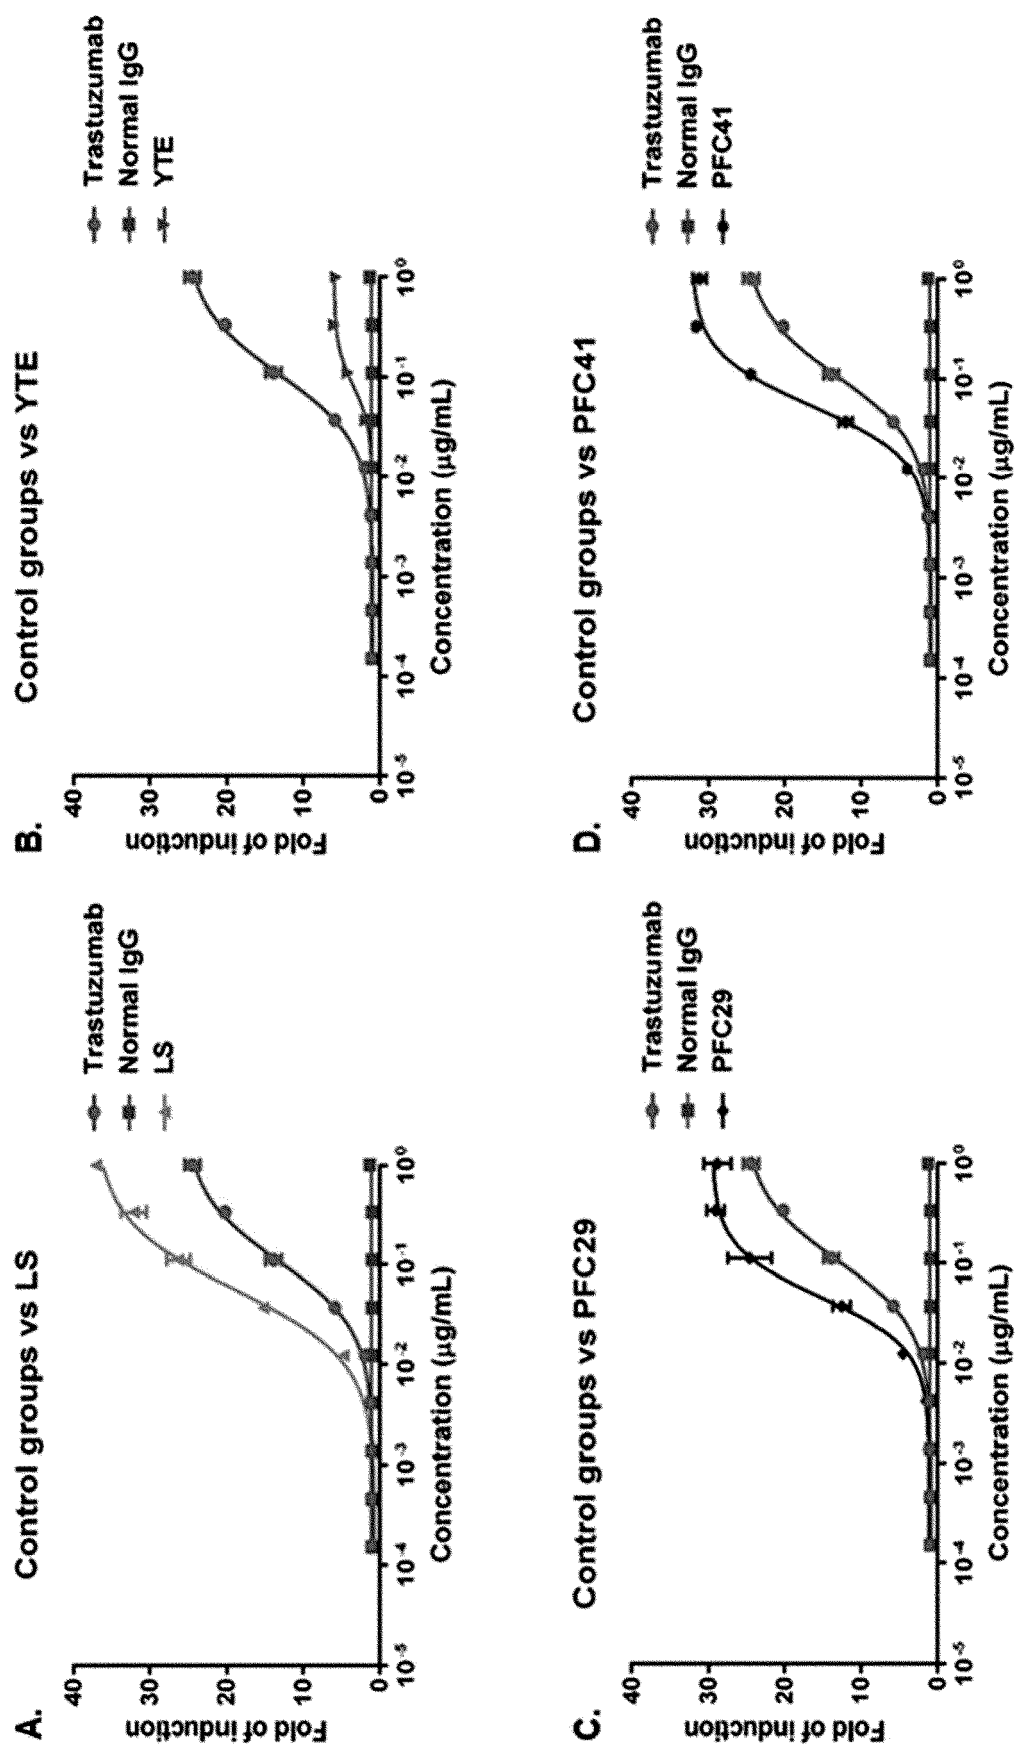 A.
Control groups vs LS
Fold of induction
40
30
20
10
0
10-5
10-4
10-3
10-2
10-1
100
Concentration (µg/mL)
Trastuzumab
Normal IgG
LS
B.
Control groups vs YTE
Fold of induction
40
30
20
10
0
10-5
10-4
10-3
10-2
10-1
100
Concentration (µg/mL)
Trastuzumab
Normal IgG
YTE
C.
Control groups vs PFC29
Fold of induction
40
30
20
10
0
10-5
10-4
10-3
10-2
10-1
100
Concentration (µg/mL)
Trastuzumab
Normal IgG
PFC29
D.
Control groups vs PFC41
Fold of induction
40
30
20
10
0
10-5
10-4
10-3
10-2
10-1
100
Concentration (µg/mL)
Trastuzumab
Normal IgG
PFC41